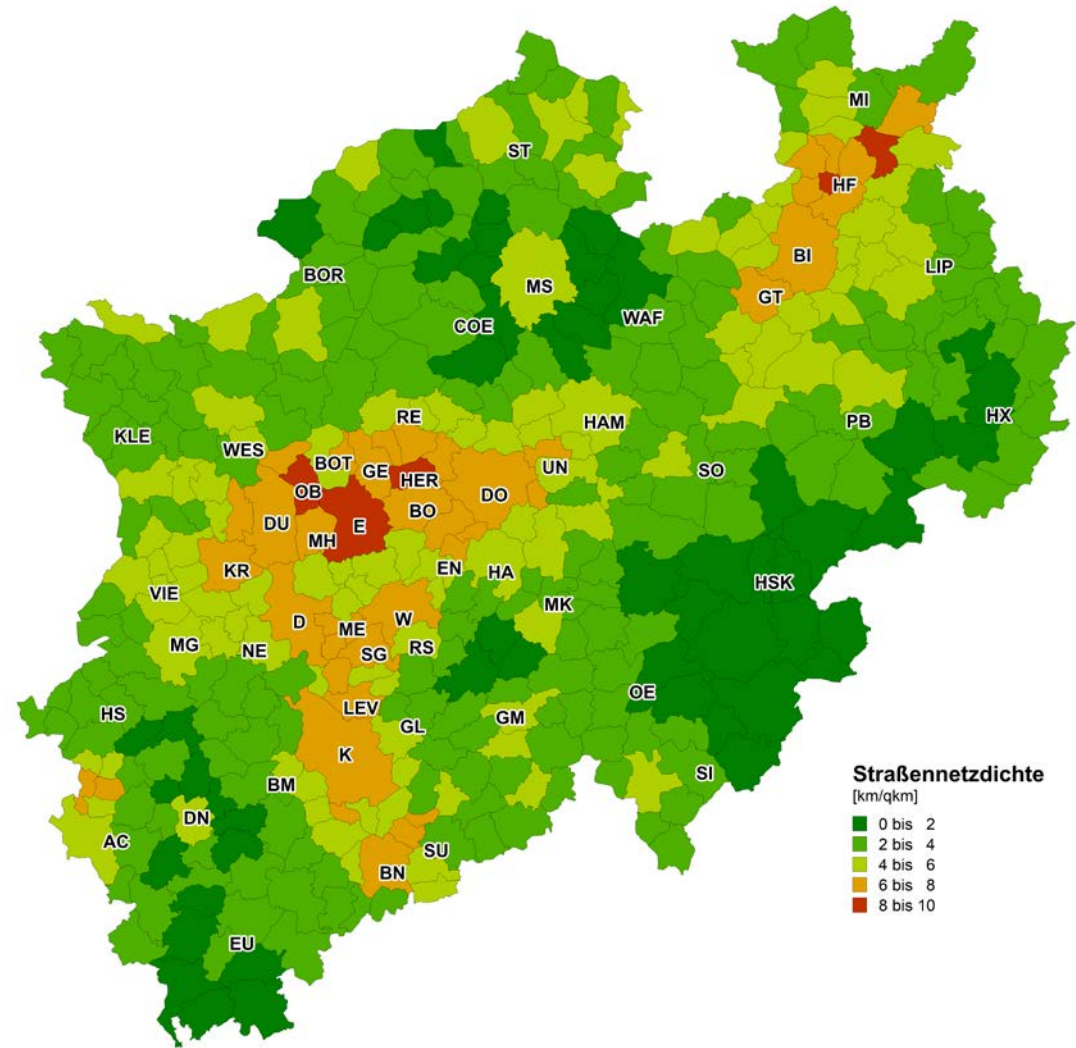 MI
ST
HF
BI
LIP
BOR
MS
GT
COE
WAF
RE
HAM
PB
HX
KLE
WES
BOT
GE
HER
UN
SO
OB
DO
DU
E
BO
MH
EN
HA
HSK
KR
VIE
MK
D
ME
W
MG
NE
SG
RS
OE
HS
LEV
GL
GM
K
SI
BM
DN
AC
SU
BN
EU
Straßennetzdichte
[km/qkm]
0 bis 2
2 bis 4
4 bis 6
6 bis 8
8 bis 10